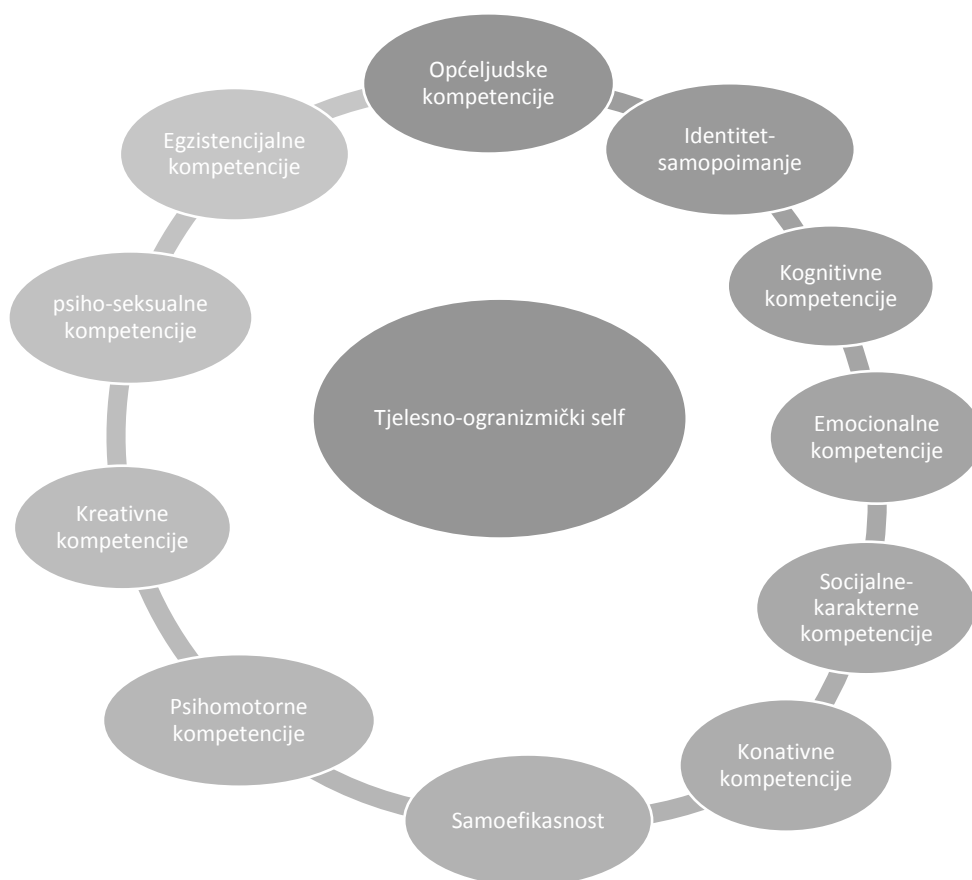 Općeljudske
kompetencije
Identitet-
samopoimanje
Kognitivne
kompetencije
Emocionalne
kompetencije
Socijalne-
karakterne
kompetencije
Konativne
kompetencije
Samoefikasnost
Psihomotorne
kompetencije
Kreativne
kompetencije
psiho-seksualne
kompetencije
Egzistencijalne
kompetencije
Tjelesno-ogranizmički self